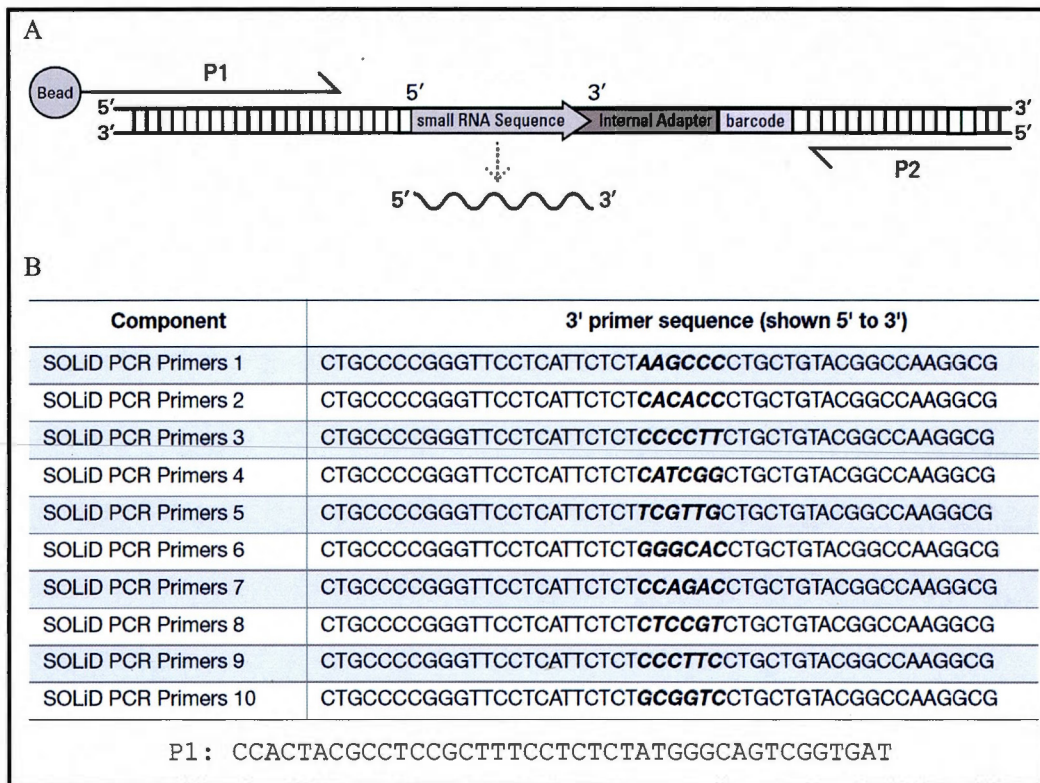 A
P1
Bead
5′ 3′
5′ 3′
small RNA Sequence Internal Adapter barcode
3′ 5′
P2
5′ 3′
B
Component 3' primer sequence (shown 5' to 3')
SOLiD PCR Primers 1 CTGCCCCGGGTTCCTCATTCTCTAAGCCCCTGCTGTACGGCCAAGGCG
SOLiD PCR Primers 2 CTGCCCCGGGTTCCTCATTCTCTCACACCCTGCTGTACGGCCAAGGCG
SOLiD PCR Primers 3 CTGCCCCGGGTTCCTCATTCTCTCCCCTTCTGCTGTACGGCCAAGGCG
SOLiD PCR Primers 4 CTGCCCCGGGTTCCTCATTCTCTCATCGGCTGCTGTACGGCCAAGGCG
SOLiD PCR Primers 5 CTGCCCCGGGTTCCTCATTCTCTTCGTTGCTGCTGTACGGCCAAGGCG
SOLiD PCR Primers 6 CTGCCCCGGGTTCCTCATTCTCTGGGCACCTGCTGTACGGCCAAGGCG
SOLiD PCR Primers 7 CTGCCCCGGGTTCCTCATTCTCTCCAGACCTGCTGTACGGCCAAGGCG
SOLiD PCR Primers 8 CTGCCCCGGGTTCCTCATTCTCTCTCCGTCTGCTGTACGGCCAAGGCG
SOLiD PCR Primers 9 CTGCCCCGGGTTCCTCATTCTCTCCCTTCCTGCTGTACGGCCAAGGCG
SOLiD PCR Primers 10 CTGCCCCGGGTTCCTCATTCTCTGCGGTCCTGCTGTACGGCCAAGGCG
P1: CCACTACGCCTCCGCTTTCCTCTCTATGGGCAGTCGGTGAT